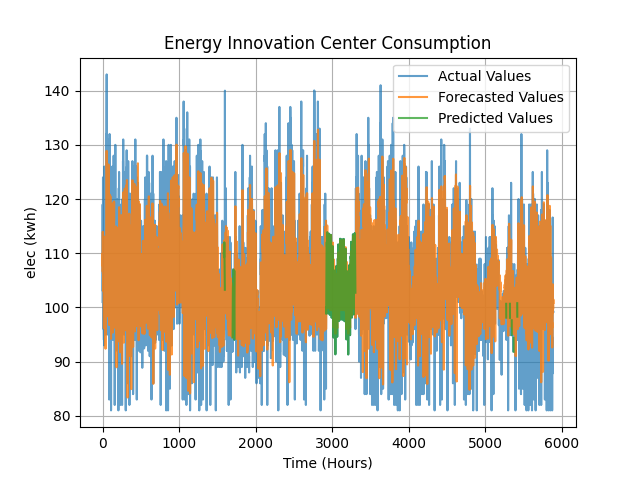 Energy Innovation Center Consumption
Actual Values
Forecasted Values
Predicted Values
elec (kwh)
140
130
120
110
100
90
80
0
1000
2000
3000
4000
5000
6000
Time (Hours)